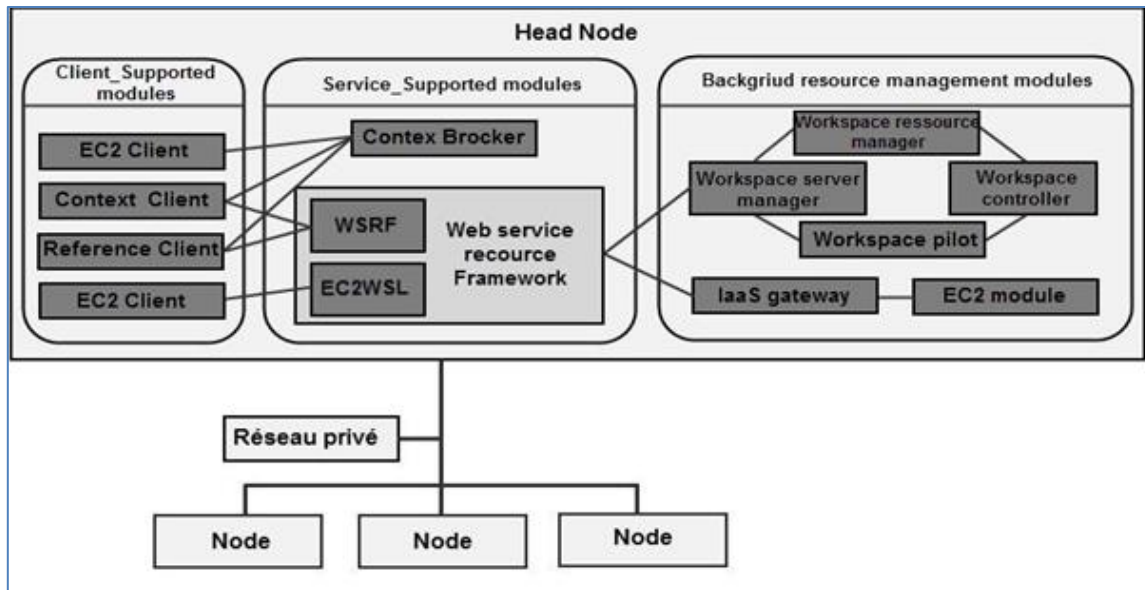 Head Node
Client_Supported
modules
EC2 Client
Context Client
Reference Client
EC2 Client
Service_Supported modules
Contex Brocker
WSRF
EC2WSL
Web service
recource
Framework
Backgriud resource management modules
Workspace ressource
manager
Workspace server
manager
Workspace
controller
Workspace pilot
IaaS gateway
EC2 module
Réseau privé
Node
Node
Node